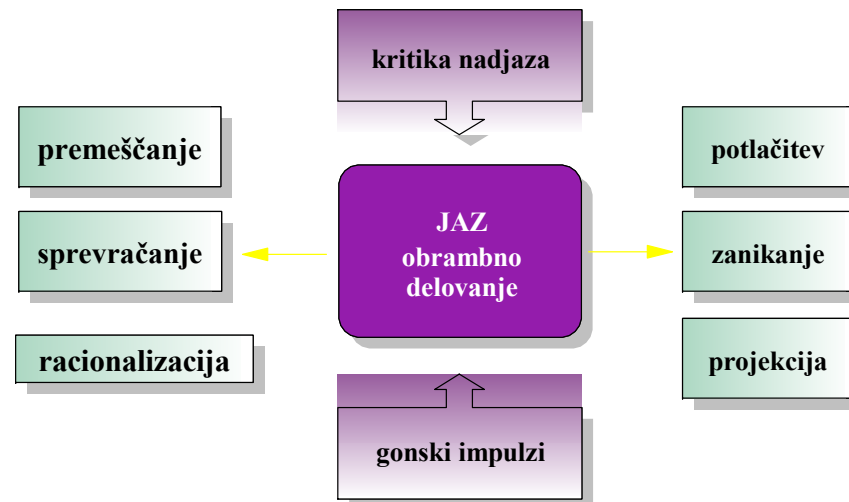 kritika nadjaza
premeščanje
potlačitev
JAZ
obrambno
delovanje
sprevračanje
zanikanje
racionalizacija
projekcija
gonski impulzi